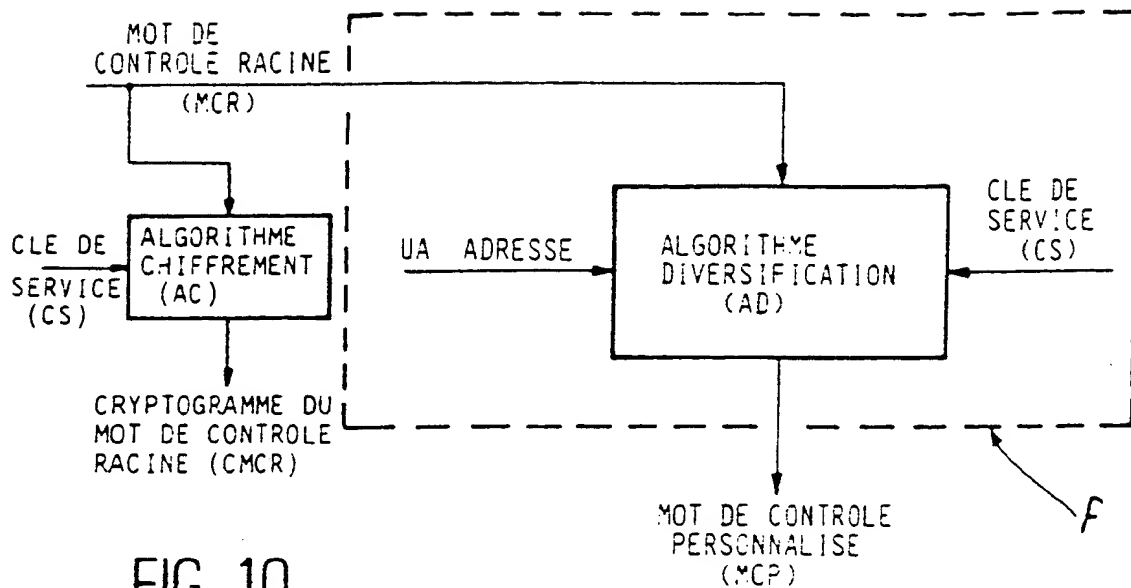 MOT DE
CONTROLE RACINE
(MCR)
CLE DE
SERVICE
(CS)
ALGORITHME
CHIFFREMENT
(AC)
CRYPTOGRAMME DU
MOT DE CONTROLE
RACINE (CMCR)
UA ADRESSE
ALGORITHME
DIVERSIFICATION
(AD)
CLE DE
SERVICE
(CS)
MOT DE CONTROLE
PERSONNALISE
(MCP)
F
FIG. 10